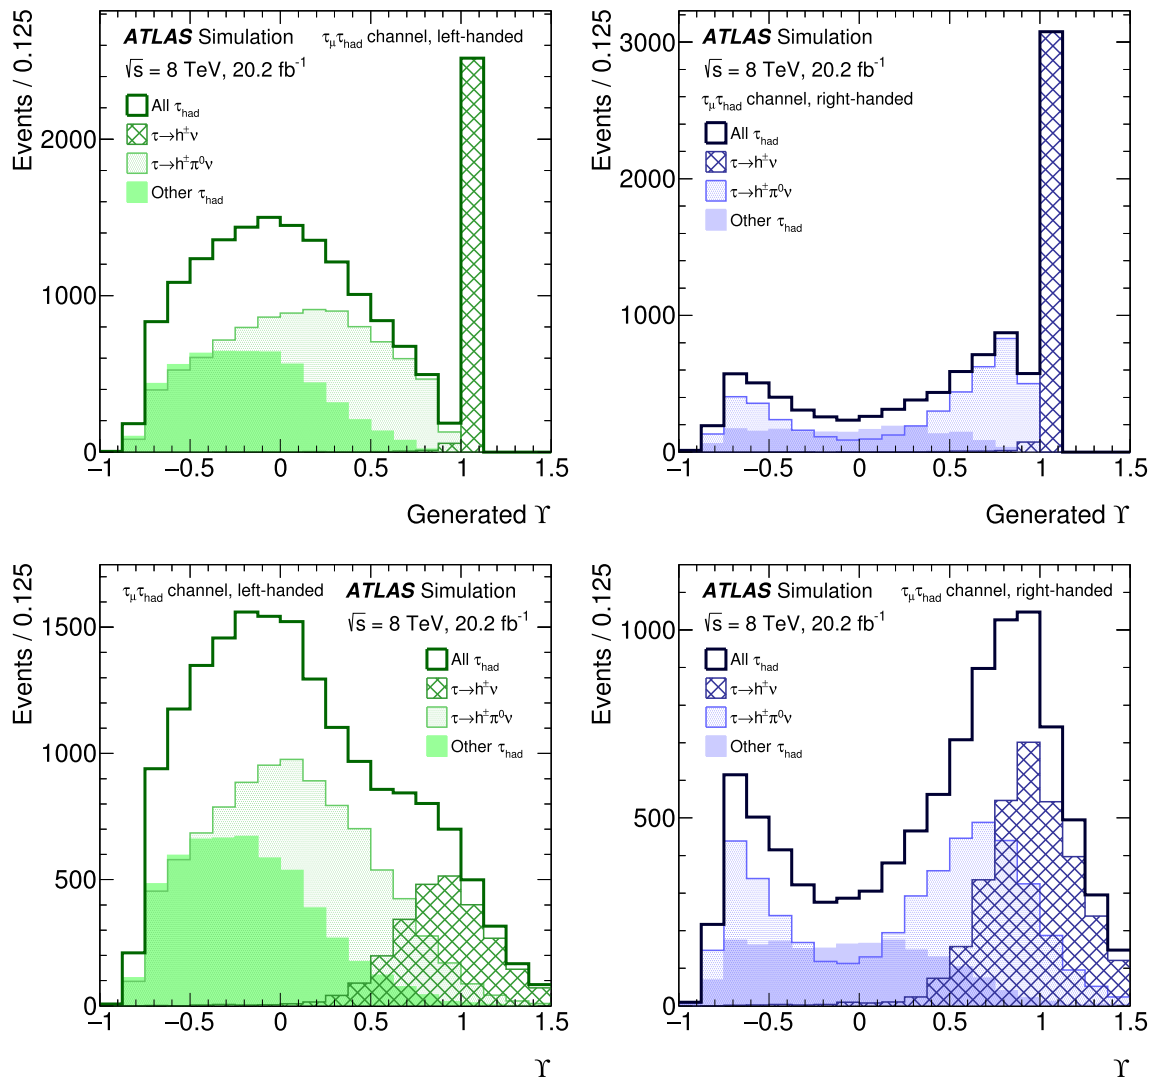 Events / 0.125
ATLAS Simulation
τμτhad channel, left-handed
√s = 8 TeV, 20.2 fb-1
All τhad
τ→h±ν
τ→h±π0ν
Other τhad
2000
1000
0
−1 −0.5 0 0.5 1 1.5
Generated ϒ
Events / 0.125
ATLAS Simulation
√s = 8 TeV, 20.2 fb-1
τμτhad channel, right-handed
All τhad
τ→h±ν
τ→h±π0ν
Other τhad
3000
2000
1000
0
−1 −0.5 0 0.5 1 1.5
Generated ϒ
Events / 0.125
τμτhad channel, left-handed
ATLAS Simulation
√s = 8 TeV, 20.2 fb-1
All τhad
τ→h±ν
τ→h±π0ν
Other τhad
1500
1000
500
0
−1 −0.5 0 0.5 1 1.5
ϒ
Events / 0.125
ATLAS Simulation
τμτhad channel, right-handed
√s = 8 TeV, 20.2 fb-1
All τhad
τ→h±ν
τ→h±π0ν
Other τhad
1000
500
0
−1 −0.5 0 0.5 1 1.5
ϒ